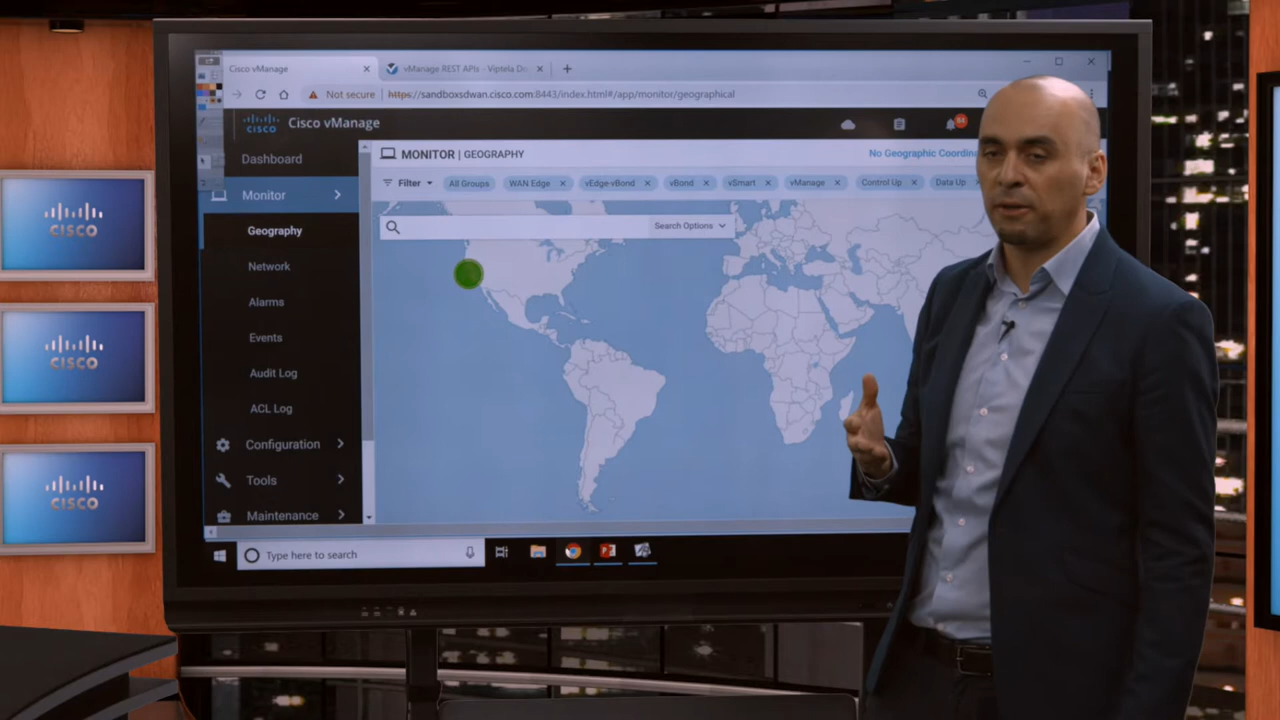 Cisco vManage
vManage REST APIs - Viptela Do
Not secure | https://sandboxsdwan.cisco.com:8443/index.html#/app/monitor/geographical
CISCO Cisco vManage
84
Dashboard
Monitor
Geography
Network
Alarms
Events
Audit Log
ACL Log
Configuration
Tools
Maintenance
MONITOR | GEOGRAPHY
No Geographic Coordin
Filter
All Groups
WAN Edge
vEdge-vBond
vBond
vSmart
vManage
Control Up
Data Up
Search Options
Type here to search
CISCO
CISCO
CISCO